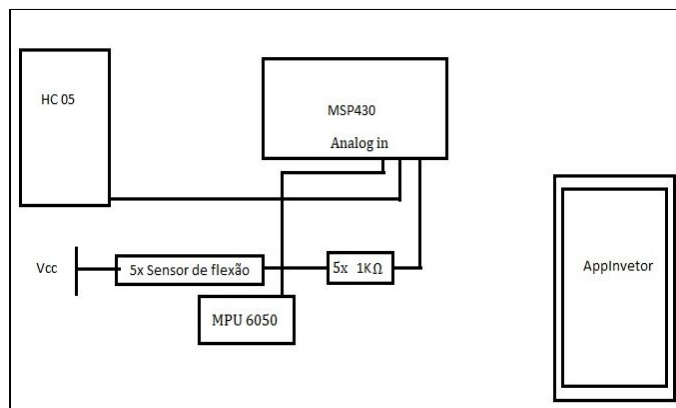 HC 05
MSP430
Analog in
AppInvetor
Vcc
5x Sensor de flexão
5x 1KΩ
MPU 6050